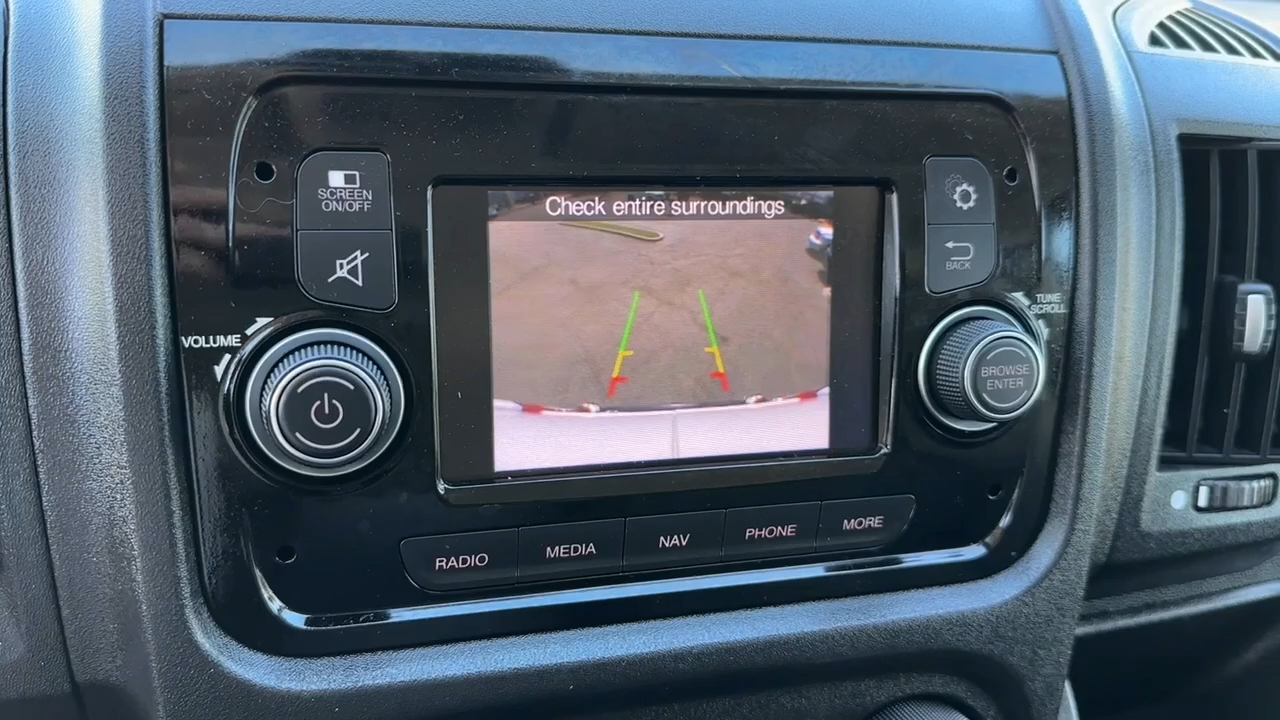 Check entire surroundings
SCREEN
ON/OFF
BACK
VOLUME
TUNE
SCROLL
BROWSE
ENTER
RADIO
MEDIA
NAV
PHONE
MORE